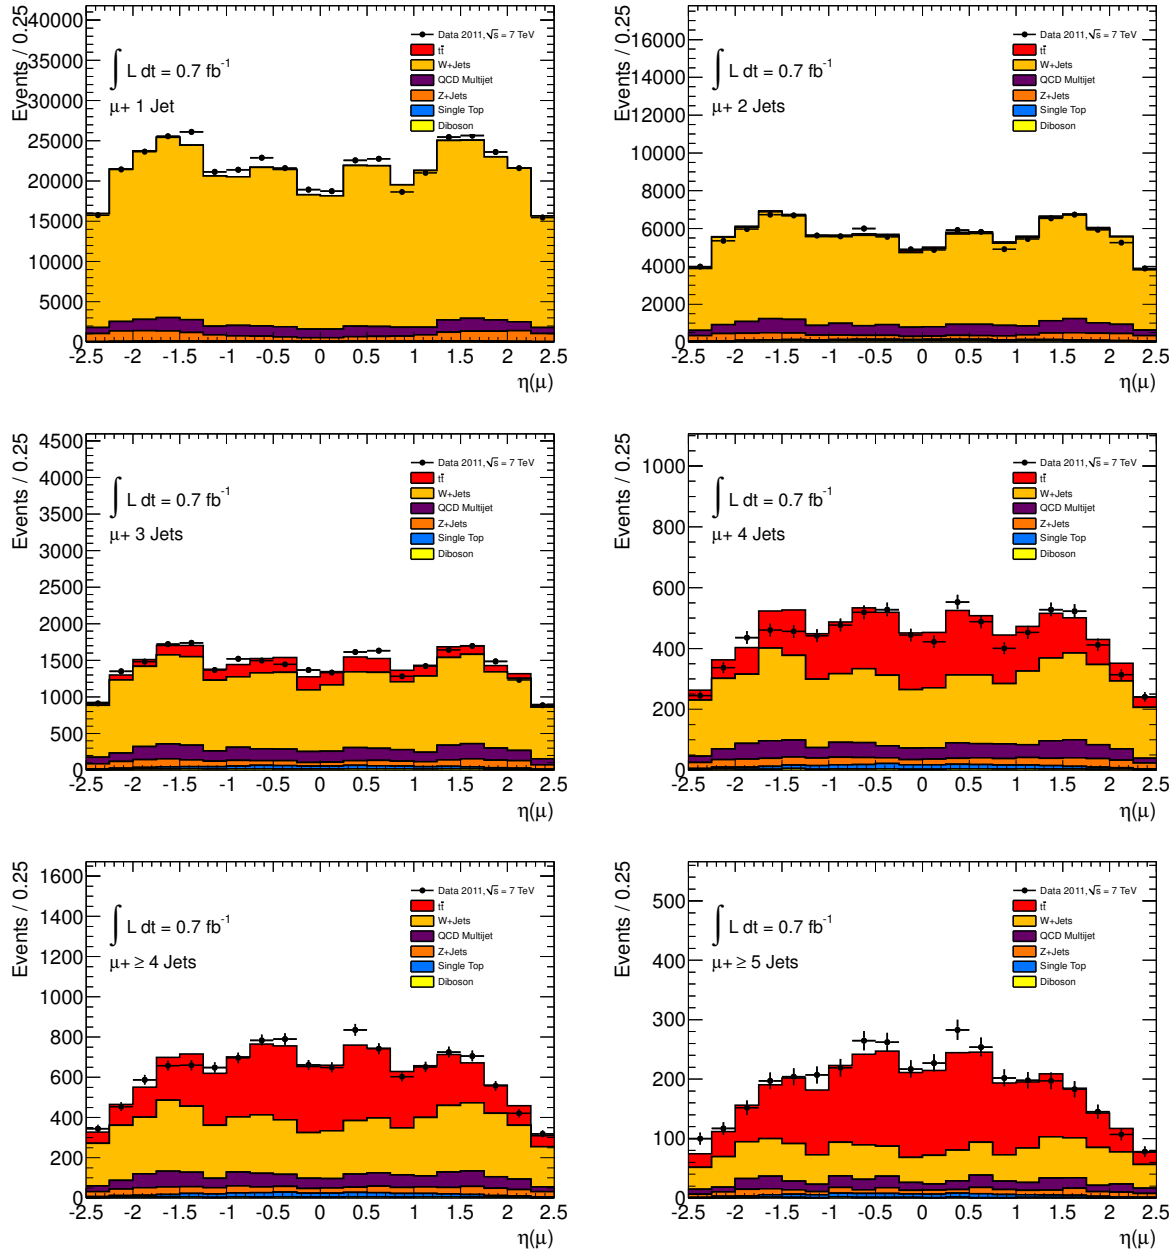 Events / 0.25
40000
35000
30000
25000
20000
15000
10000
5000
0
∫ L dt = 0.7 fb⁻¹
μ+ 1 Jet
Data 2011, √s = 7 TeV
tt̄
W+Jets
QCD Multijet
Z+Jets
Single Top
Diboson
-2.5 -2 -1.5 -1 -0.5 0 0.5 1 1.5 2 2.5
η(μ)
Events / 0.25
16000
14000
12000
10000
8000
6000
4000
2000
0
∫ L dt = 0.7 fb⁻¹
μ+ 2 Jets
Data 2011, √s = 7 TeV
tt̄
W+Jets
QCD Multijet
Z+Jets
Single Top
Diboson
-2.5 -2 -1.5 -1 -0.5 0 0.5 1 1.5 2 2.5
η(μ)
Events / 0.25
4500
4000
3500
3000
2500
2000
1500
1000
500
0
∫ L dt = 0.7 fb⁻¹
μ+ 3 Jets
Data 2011, √s = 7 TeV
tt̄
W+Jets
QCD Multijet
Z+Jets
Single Top
Diboson
-2.5 -2 -1.5 -1 -0.5 0 0.5 1 1.5 2 2.5
η(μ)
Events / 0.25
1000
800
600
400
200
0
∫ L dt = 0.7 fb⁻¹
μ+ 4 Jets
Data 2011, √s = 7 TeV
tt̄
W+Jets
QCD Multijet
Z+Jets
Single Top
Diboson
-2.5 -2 -1.5 -1 -0.5 0 0.5 1 1.5 2 2.5
η(μ)
Events / 0.25
1600
1400
1200
1000
800
600
400
200
0
∫ L dt = 0.7 fb⁻¹
μ+ ≥ 4 Jets
Data 2011, √s = 7 TeV
tt̄
W+Jets
QCD Multijet
Z+Jets
Single Top
Diboson
-2.5 -2 -1.5 -1 -0.5 0 0.5 1 1.5 2 2.5
η(μ)
Events / 0.25
500
400
300
200
100
0
∫ L dt = 0.7 fb⁻¹
μ+ ≥ 5 Jets
Data 2011, √s = 7 TeV
tt̄
W+Jets
QCD Multijet
Z+Jets
Single Top
Diboson
-2.5 -2 -1.5 -1 -0.5 0 0.5 1 1.5 2 2.5
η(μ)